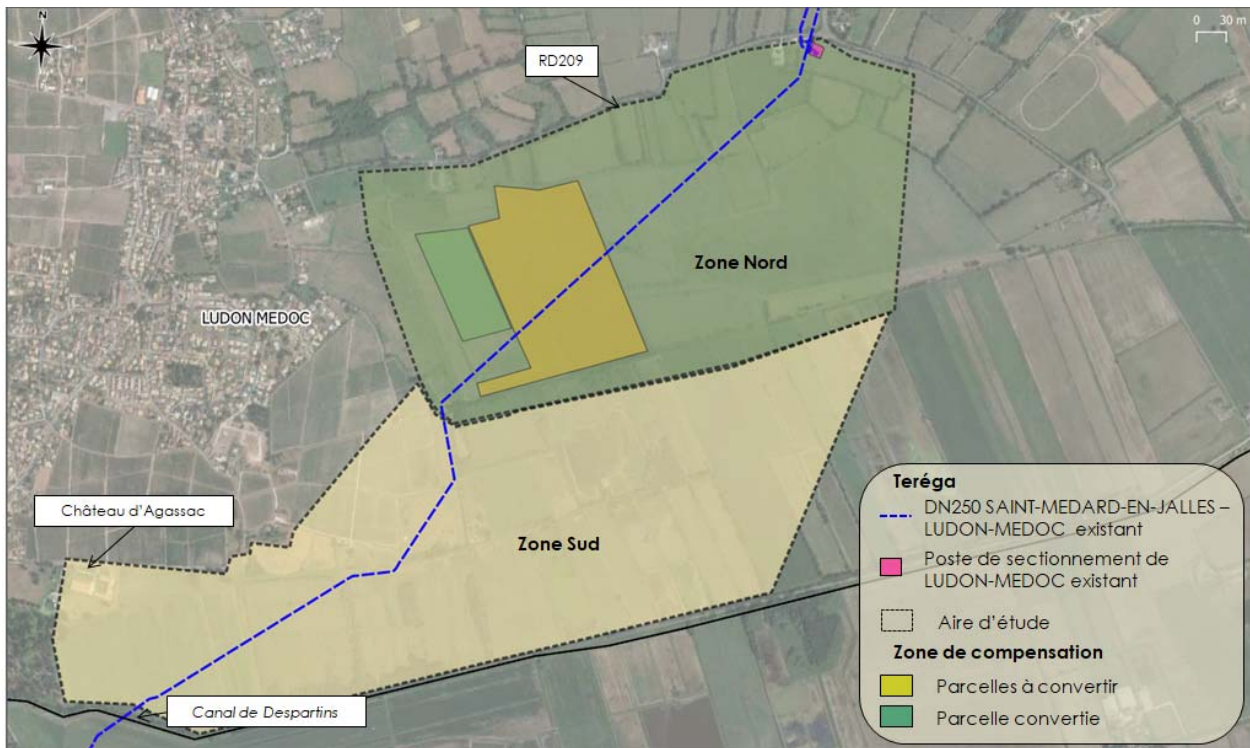 N
0 30 m
RD209
Zone Nord
LUDON MEDOC
Château d'Agassac
Zone Sud
Canal de Despartins
Teréga
DN250 SAINT-MEDARD-EN-JALLES –
LUDON-MEDOC existant
Poste de sectionnement de
LUDON-MEDOC existant
Aire d'étude
Zone de compensation
Parcelles à convertir
Parcelle convertie